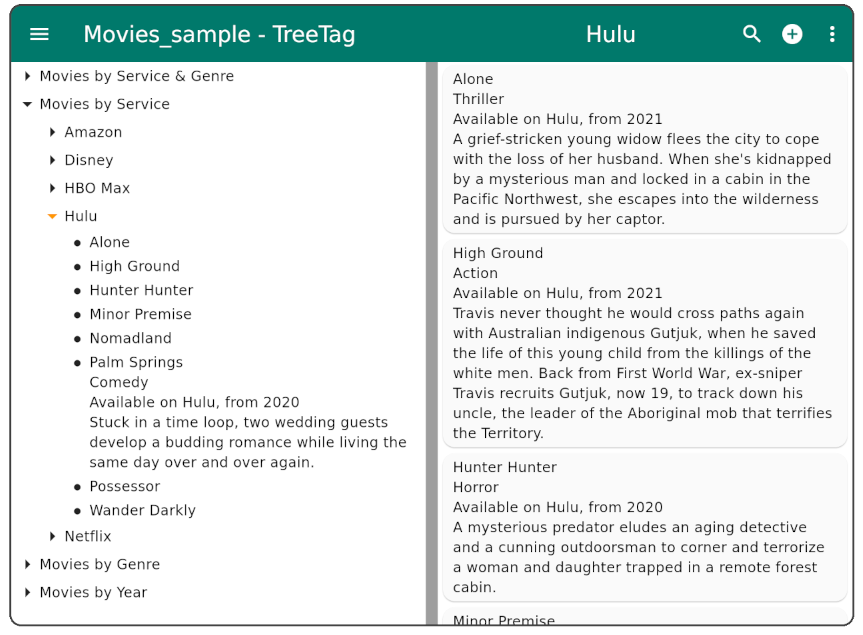 Movies_sample - TreeTag
Hulu
Movies by Service & Genre
Movies by Service
Amazon
Disney
HBO Max
Hulu
Alone
High Ground
Hunter Hunter
Minor Premise
Nomadland
Palm Springs
Comedy
Available on Hulu, from 2020
Stuck in a time loop, two wedding guests
develop a budding romance while living the
same day over and over again.
Possessor
Wander Darkly
Netflix
Movies by Genre
Movies by Year
Alone
Thriller
Available on Hulu, from 2021
A grief-stricken young widow flees the city to cope
with the loss of her husband. When she's kidnapped
by a mysterious man and locked in a cabin in the
Pacific Northwest, she escapes into the wilderness
and is pursued by her captor.
High Ground
Action
Available on Hulu, from 2021
Travis never thought he would cross paths again
with Australian indigenous Gutjuk, when he saved
the life of this young child from the killings of the
white men. Back from First World War, ex-sniper
Travis recruits Gutjuk, now 19, to track down his
uncle, the leader of the Aboriginal mob that terrifies
the Territory.
Hunter Hunter
Horror
Available on Hulu, from 2020
A mysterious predator eludes an aging detective
and a cunning outdoorsman to corner and terrorize
a woman and daughter trapped in a remote forest
cabin.
Minor Premise